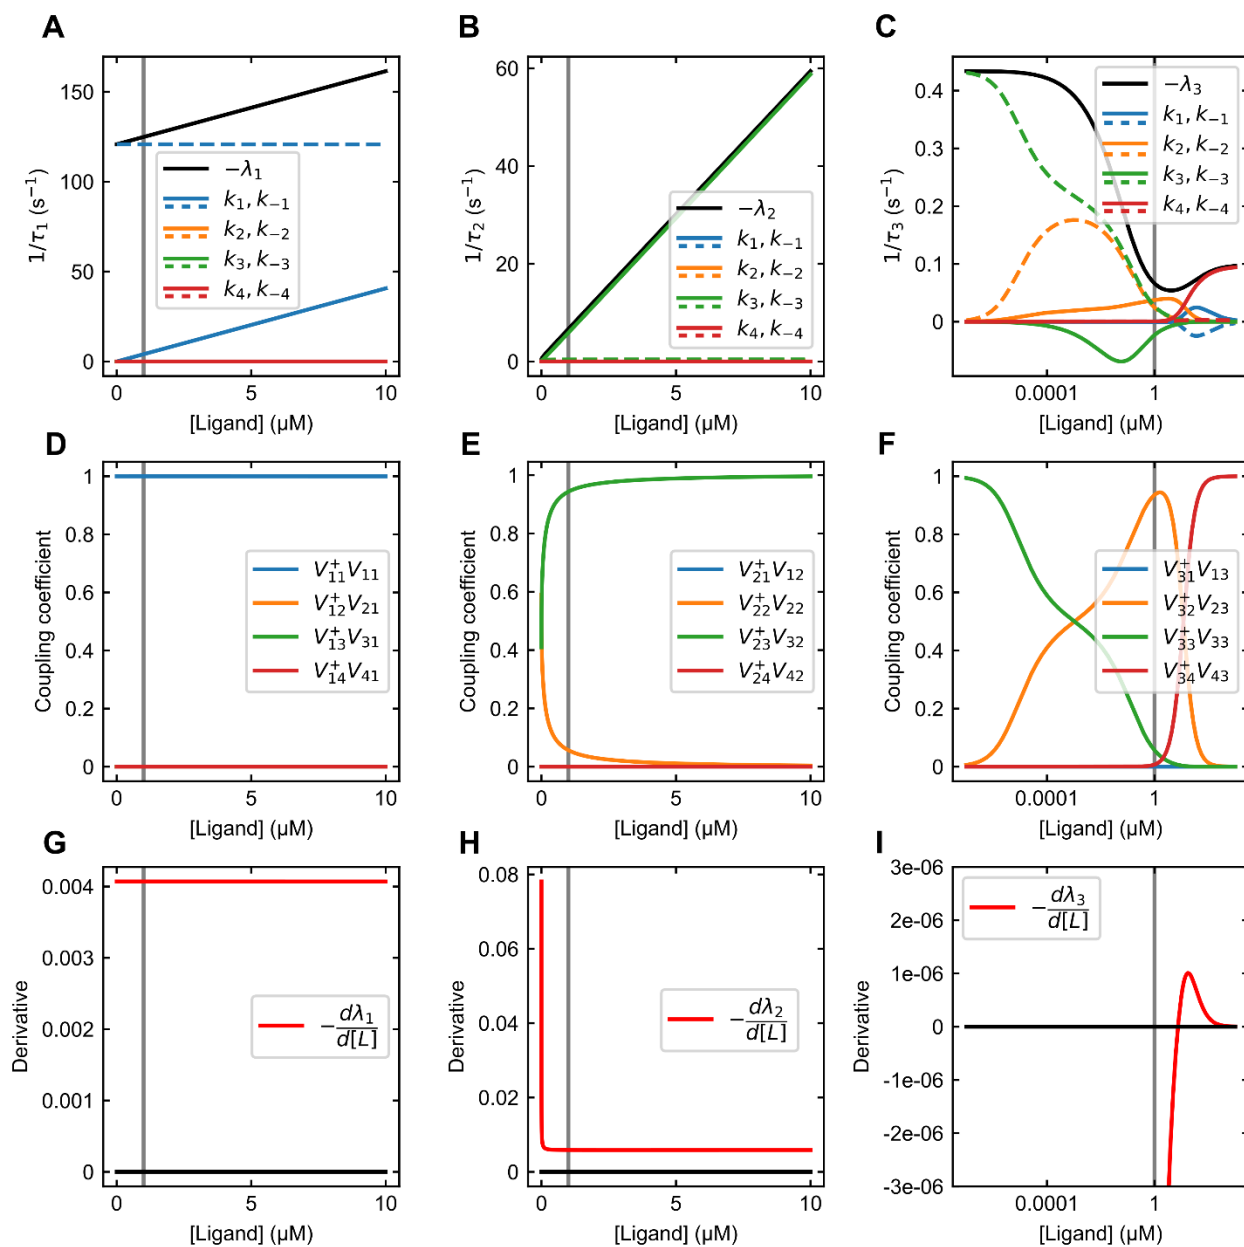 A
1/τ₁ (s⁻¹)
150
100
50
0
0
5
10
[Ligand] (µM)
−λ₁
k₁, k₋₁
k₂, k₋₂
k₃, k₋₃
k₄, k₋₄
B
1/τ₂ (s⁻¹)
60
40
20
0
0
5
10
[Ligand] (µM)
−λ₂
k₁, k₋₁
k₂, k₋₂
k₃, k₋₃
k₄, k₋₄
C
1/τ₃ (s⁻¹)
0.4
0.3
0.2
0.1
0
0.0001
1
[Ligand] (µM)
−λ₃
k₁, k₋₁
k₂, k₋₂
k₃, k₋₃
k₄, k₋₄
D
Coupling coefficient
1
0.8
0.6
0.4
0.2
0
0
5
10
[Ligand] (µM)
V⁺₁₁V₁₁
V⁺₁₂V₂₁
V⁺₁₃V₃₁
V⁺₁₄V₄₁
E
Coupling coefficient
1
0.8
0.6
0.4
0.2
0
0
5
10
[Ligand] (µM)
V⁺₂₁V₁₂
V⁺₂₂V₂₂
V⁺₂₃V₃₂
V⁺₂₄V₄₂
F
Coupling coefficient
1
0.8
0.6
0.4
0.2
0
0.0001
1
[Ligand] (µM)
V⁺₃₁V₁₃
V⁺₃₂V₂₃
V⁺₃₃V₃₃
V⁺₃₄V₄₃
G
Derivative
0.004
0.003
0.002
0.001
0
0
5
10
[Ligand] (µM)
−dλ₁/d[L]
H
Derivative
0.08
0.06
0.04
0.02
0
0
5
10
[Ligand] (µM)
−dλ₂/d[L]
I
Derivative
3e-06
2e-06
1e-06
0
-1e-06
-2e-06
-3e-06
0.0001
1
[Ligand] (µM)
−dλ₃/d[L]